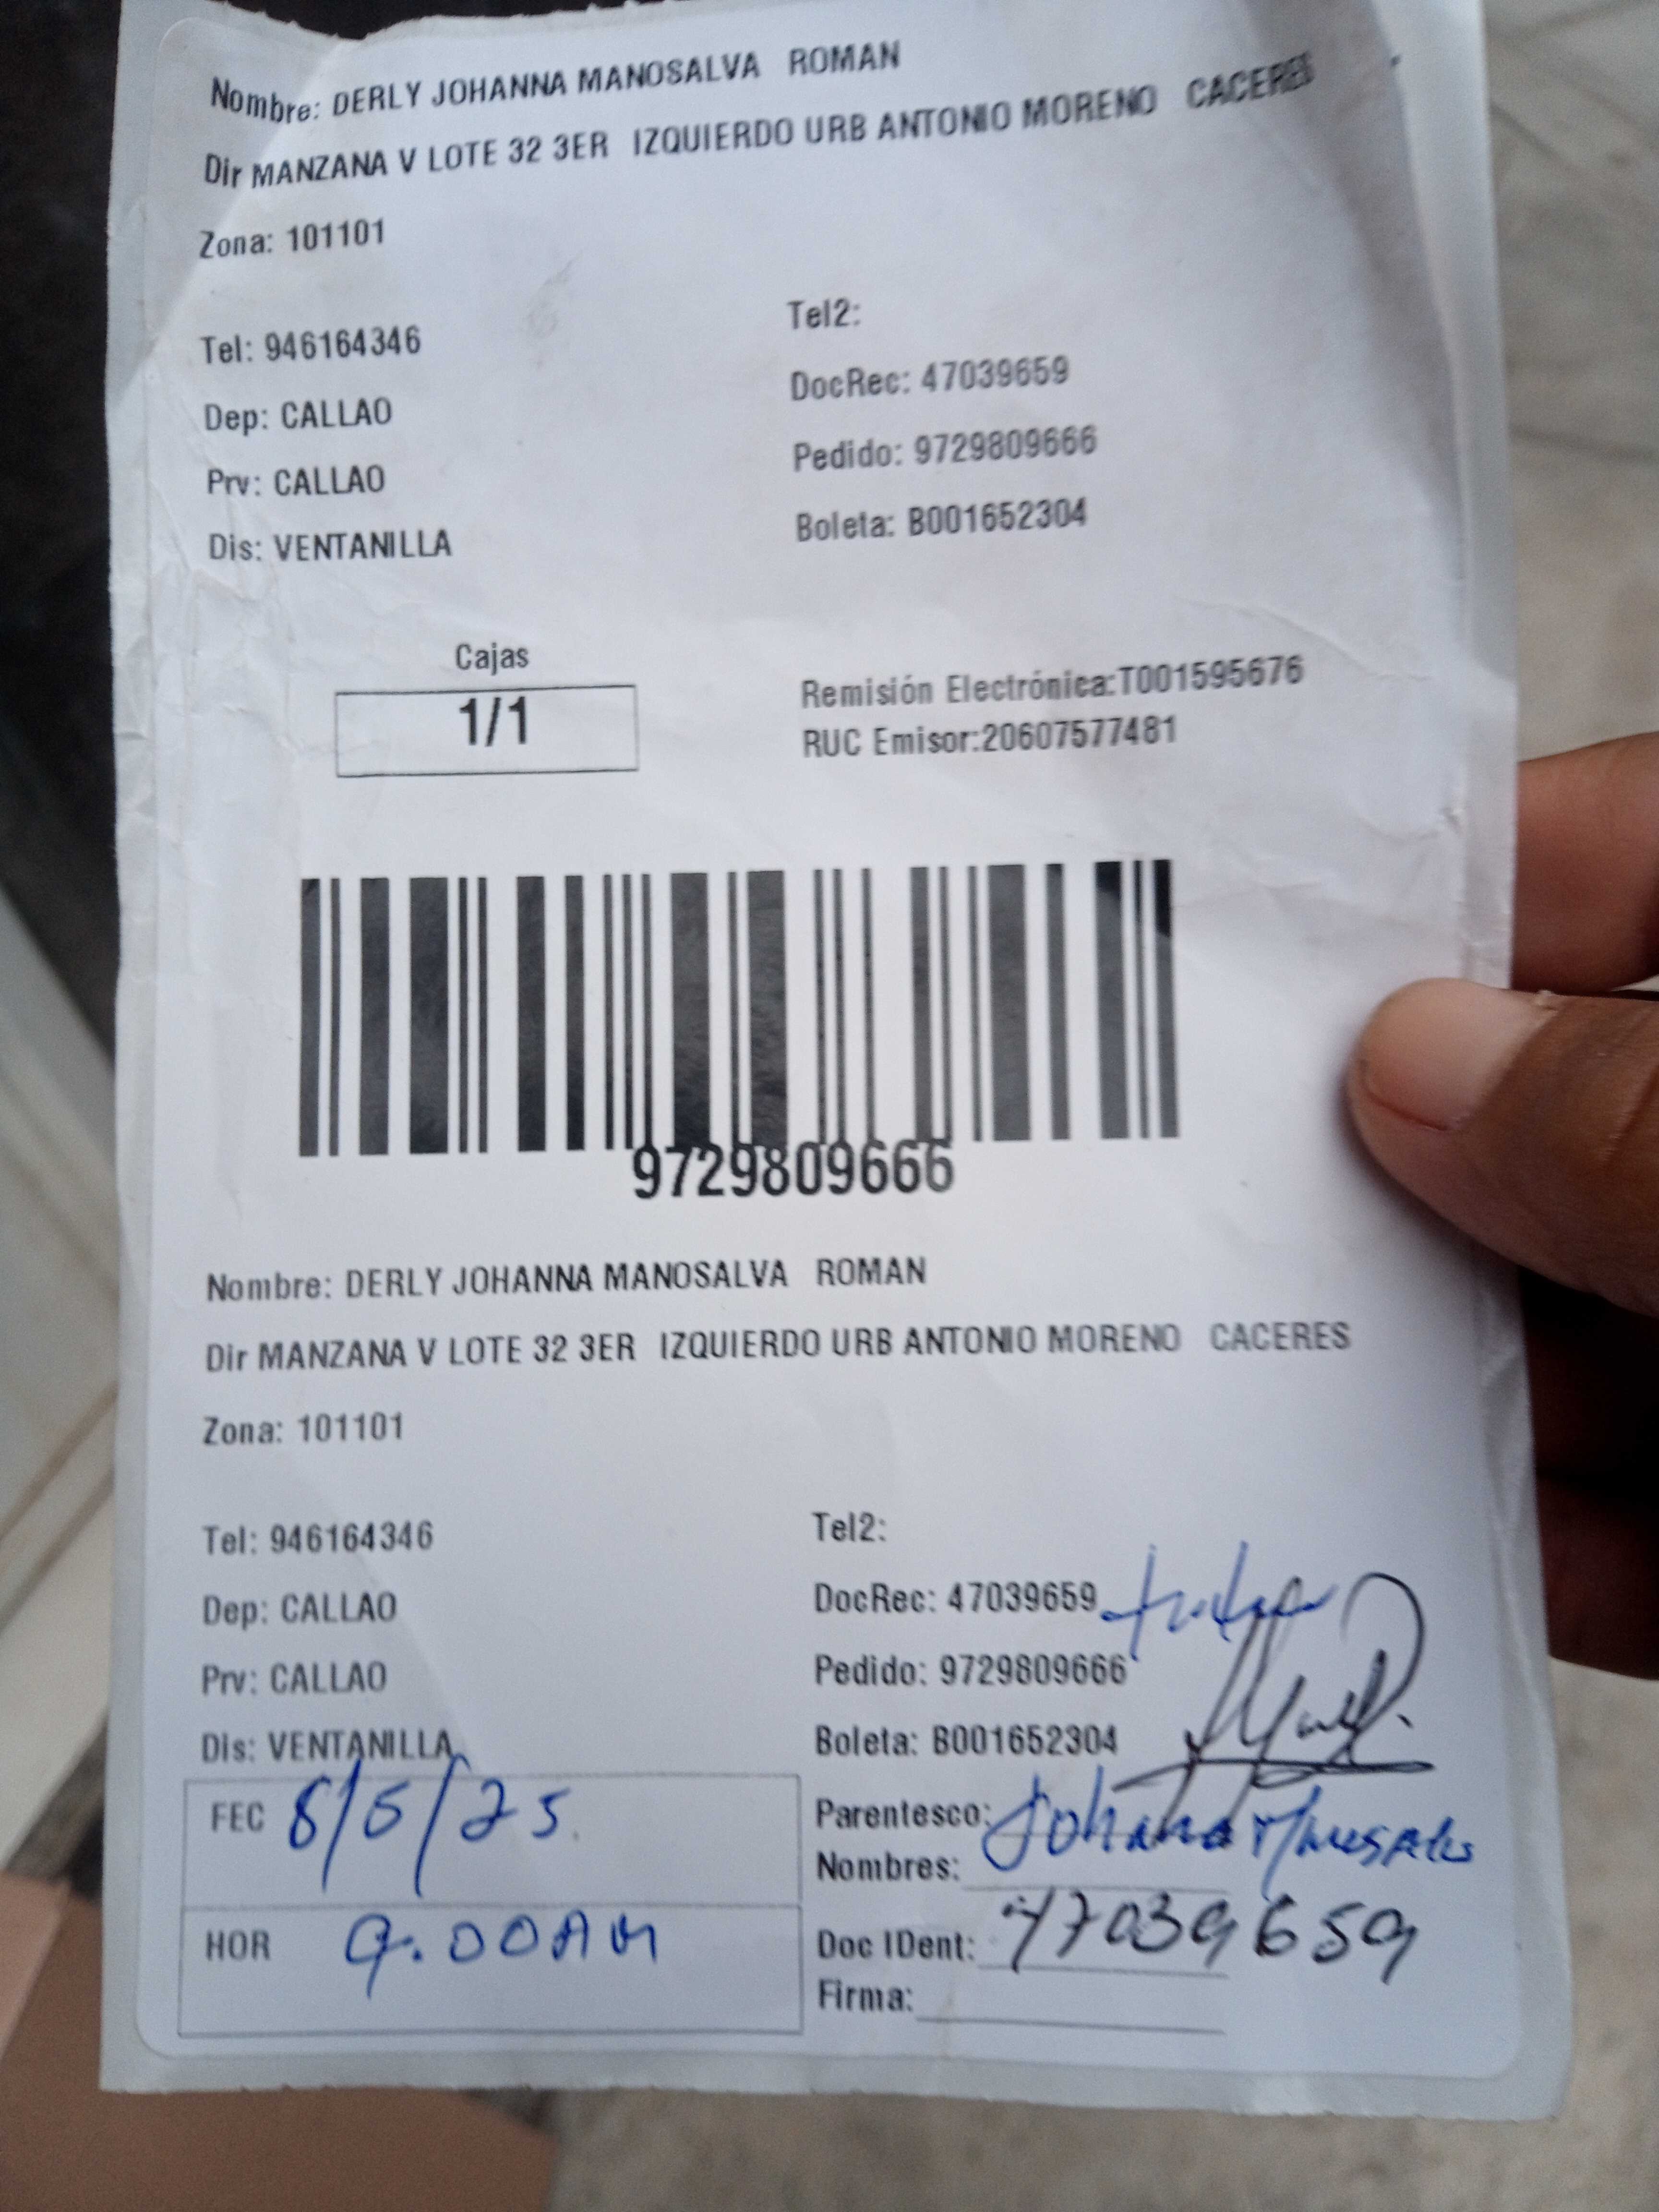 Nombre: DERLY JOHANNA MANOSALVA ROMAN
Dir MANZANA V LOTE 32 3ER IZQUIERDO URB ANTONIO MORENO CACERES
Zona: 101101
Tel: 946164346
Tel2:
DocRec: 47039659
Dep: CALLAO
Pedido: 9729809666
Prv: CALLAO
Boleta: B001652304
Dis: VENTANILLA
Cajas
1/1
Remisión Electrónica:T001595676
RUC Emisor:20607577481
9729809666
Nombre: DERLY JOHANNA MANOSALVA ROMAN
Dir MANZANA V LOTE 32 3ER IZQUIERDO URB ANTONIO MORENO CACERES
Zona: 101101
Tel: 946164346
Tel2:
Dep: CALLAO
DocRec: 47039659
Prv: CALLAO
Pedido: 9729809666
Dis: VENTANILLA
Boleta: B001652304
FEC 8/5/25
Parentesco: Johana
Nombres:
HOR 9.00AM
Doc IDent: 47039659
Firma: